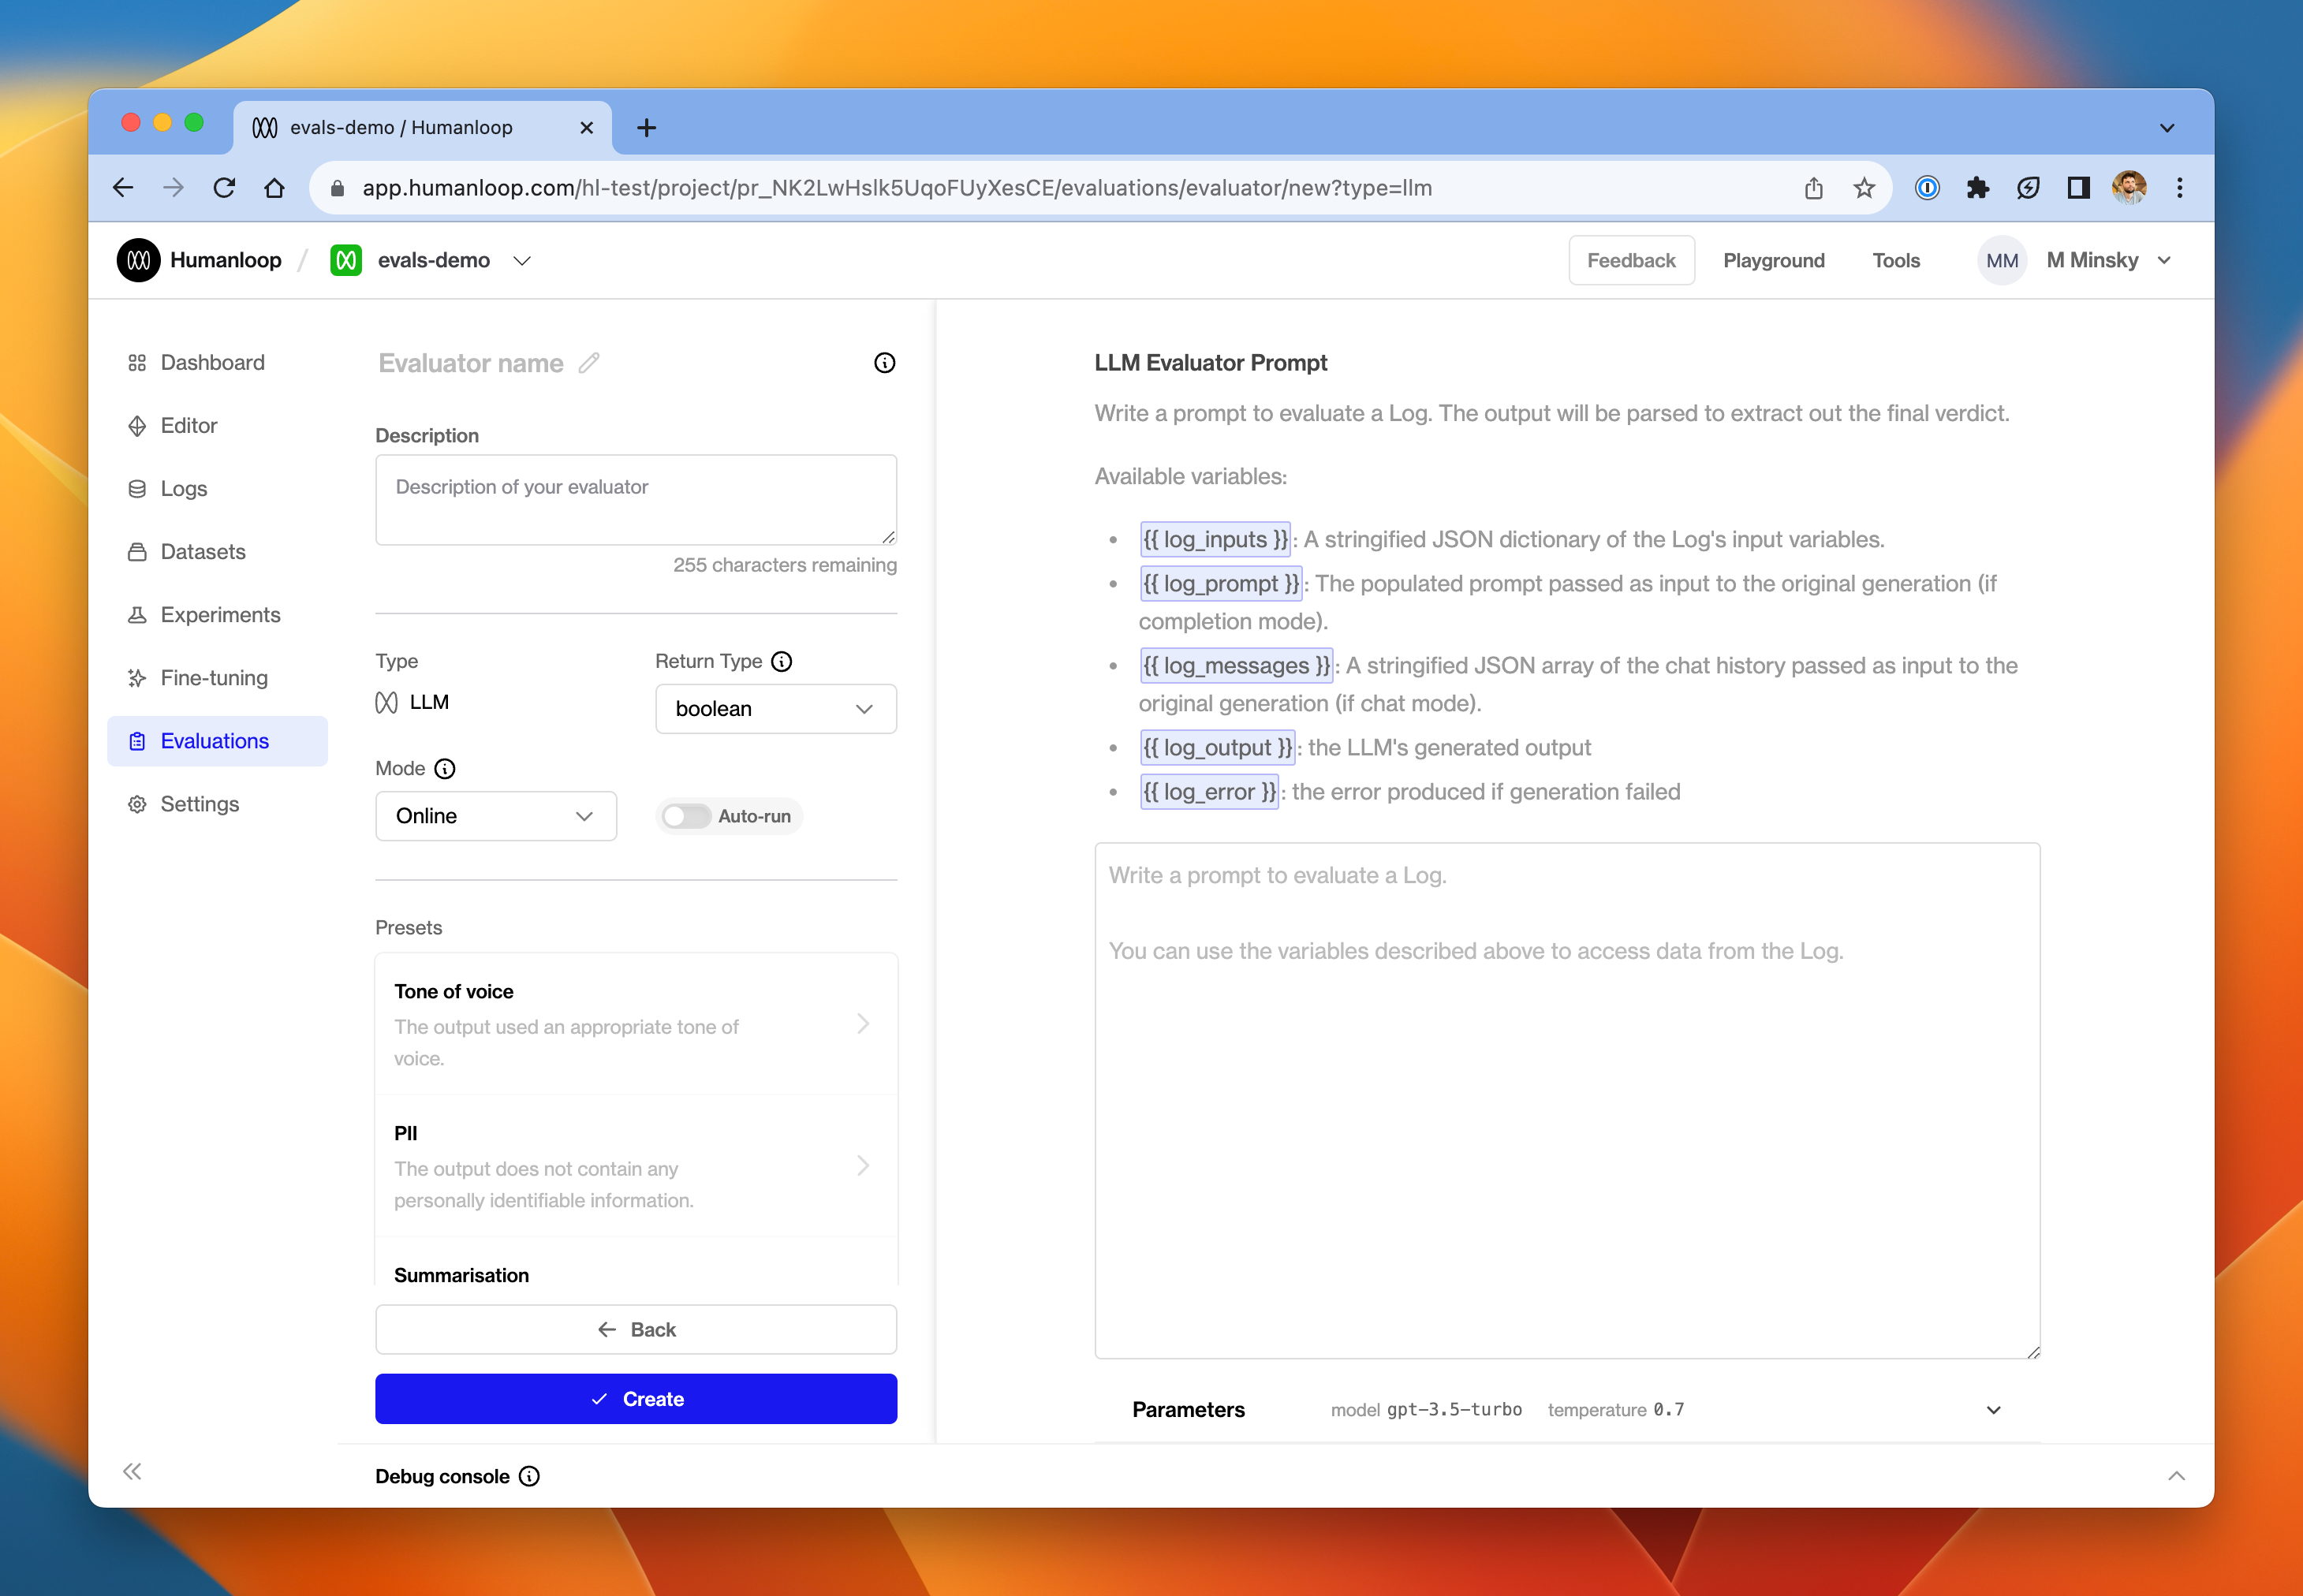 evals-demo / Humanloop
app.humanloop.com/hl-test/project/pr_NK2LwHslk5UqoFUyXesCE/evaluations/evaluator/new?type=llm
Humanloop / evals-demo
Feedback
Playground
Tools
MM
M Minsky
Dashboard
Editor
Logs
Datasets
Experiments
Fine-tuning
Evaluations
Settings
Evaluator name
Description
Description of your evaluator
255 characters remaining
Type
LLM
Return Type
boolean
Mode
Online
Auto-run
Presets
Tone of voice
The output used an appropriate tone of
voice.
PII
The output does not contain any
personally identifiable information.
Summarisation
Back
Create
LLM Evaluator Prompt
Write a prompt to evaluate a Log. The output will be parsed to extract out the final verdict.
Available variables:
• {{ log_inputs }}: A stringified JSON dictionary of the Log's input variables.
• {{ log_prompt }}: The populated prompt passed as input to the original generation (if
completion mode).
• {{ log_messages }}: A stringified JSON array of the chat history passed as input to the
original generation (if chat mode).
• {{ log_output }}: the LLM's generated output
• {{ log_error }}: the error produced if generation failed
Write a prompt to evaluate a Log.
You can use the variables described above to access data from the Log.
Parameters model gpt-3.5-turbo temperature 0.7
Debug console